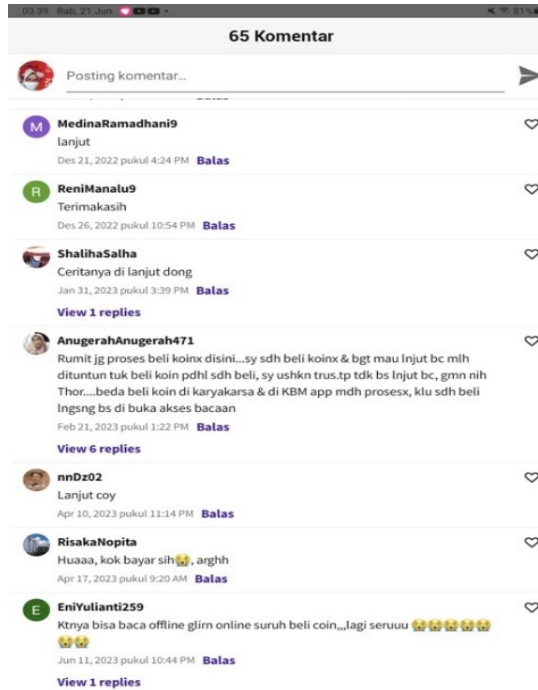 03.39 Rab, 21 Jun
81%
65 Komentar
Posting komentar...
MedinaRamadhani9
lanjut
Des 21, 2022 pukul 4:24 PM Balas
ReniManalu9
Terimakasih
Des 26, 2022 pukul 10:54 PM Balas
ShalihaSalha
Ceritanya di lanjut dong
Jan 31, 2023 pukul 3:39 PM Balas
View 1 replies
AnugerahAnugerah471
Rumit jg proses beli koinx disini...sy sdh beli koinx & bgt mau lnjut bc mlh
dituntun tuk beli koin pdhl sdh beli, sy ushkn trus.tp tdk bs lnjut bc, gmn nih
Thor....beda beli koin di karyakarsa & di KBM app mdh prosesx, klu sdh beli
lngsng bs di buka akses bacaan
Feb 21, 2023 pukul 1:22 PM Balas
View 6 replies
nnDz02
Lanjut coy
Apr 10, 2023 pukul 11:14 PM Balas
RisakaNopita
Huaaa, kok bayar sih😭, arghh
Apr 17, 2023 pukul 9:20 AM Balas
EniYulianti259
Ktnya bisa baca offline glirn online suruh beli coin,,,lagi seruuu 😭😭😭😭😭
😭😭
Jun 11, 2023 pukul 10:44 PM Balas
View 1 replies